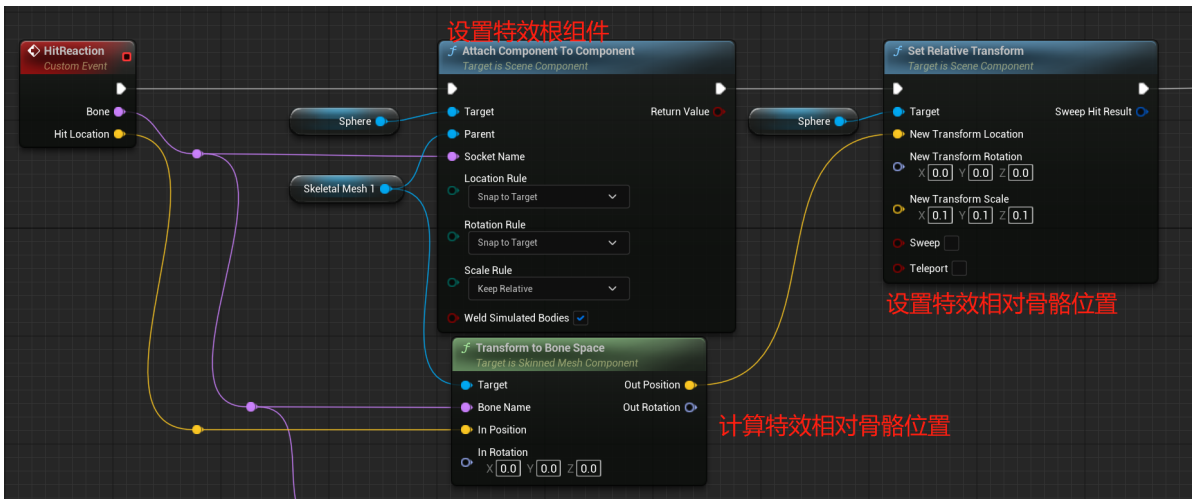 设置特效根组件
HitReaction
Custom Event
Bone
Hit Location
Sphere
Skeletal Mesh 1
f Attach Component To Component
Target is Scene Component
Target
Return Value
Parent
Socket Name
Location Rule
Snap to Target
Rotation Rule
Snap to Target
Scale Rule
Keep Relative
Weld Simulated Bodies
Sphere
f Set Relative Transform
Target is Scene Component
Target
Sweep Hit Result
New Transform Location
New Transform Rotation
X 0.0 Y 0.0 Z 0.0
New Transform Scale
X 0.1 Y 0.1 Z 0.1
Sweep
Teleport
设置特效相对骨骼位置
f Transform to Bone Space
Target is Skinned Mesh Component
Target
Out Position
Bone Name
Out Rotation
In Position
In Rotation
X 0.0 Y 0.0 Z 0.0
计算特效相对骨骼位置